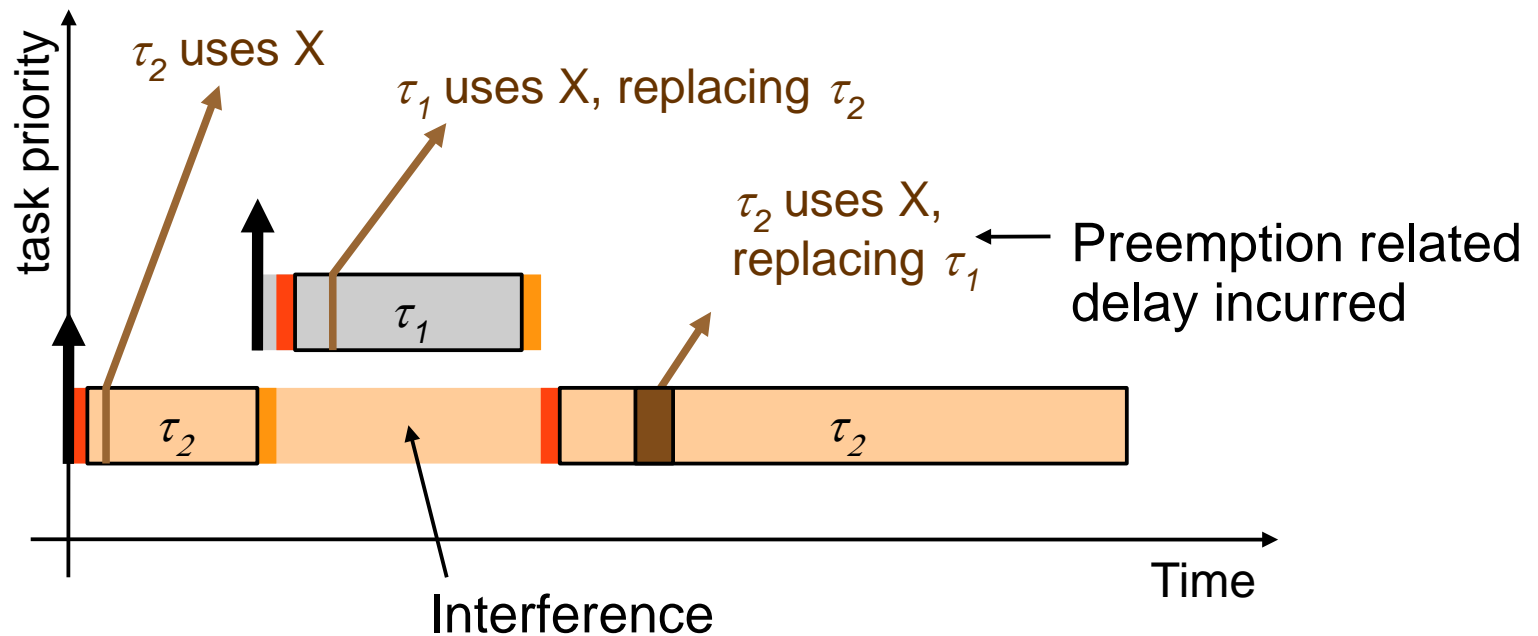 task priority
τ2 uses X
τ1 uses X, replacing τ2
τ2 uses X,
replacing τ1
Preemption related
delay incurred
τ1
τ2
τ2
Time
Interference